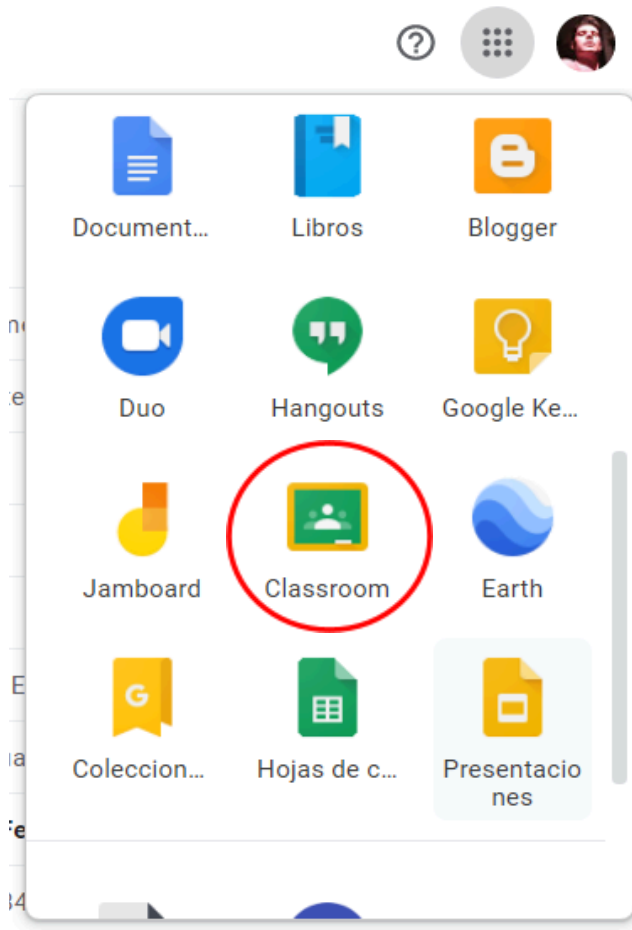 Document...
Libros
Blogger
Duo
Hangouts
Google Ke...
Jamboard
Classroom
Earth
G
Coleccion...
Hojas de c...
Presentacio
nes